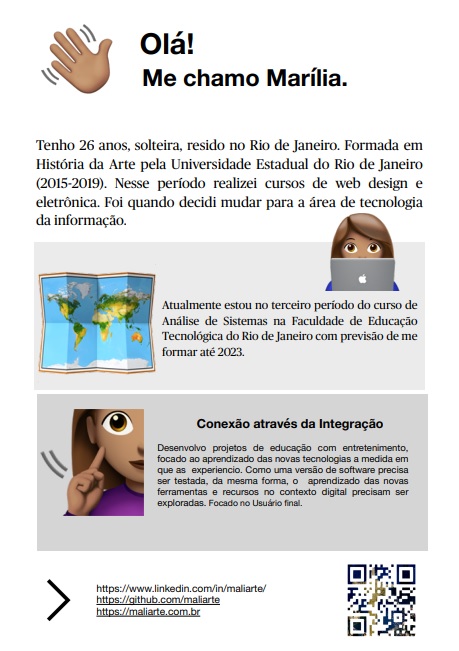 Olá!
Me chamo Marília.
Tenho 26 anos, solteira, resido no Rio de Janeiro. Formada em
História da Arte pela Universidade Estadual do Rio de Janeiro
(2015-2019). Nesse período realizei cursos de web design e
eletrônica. Foi quando decidi mudar para a área de tecnologia
da informação.
Atualmente estou no terceiro período do curso de
Análise de Sistemas na Faculdade de Educação
Tecnológica do Rio de Janeiro com previsão de me
formar até 2023.
Conexão através da Integração
Desenvolvo projetos de educação com entretenimento,
focado ao aprendizado das novas tecnologias a medida em
que as experiencio. Como uma versão de software precisa
ser testada, da mesma forma, o aprendizados das novas
ferramentas e recursos no contexto digital precisam ser
exploradas. Focado no Usuário final.
https://www.linkedin.com/in/maliarte/
https://github.com/maliarte
https://maliarte.com.br